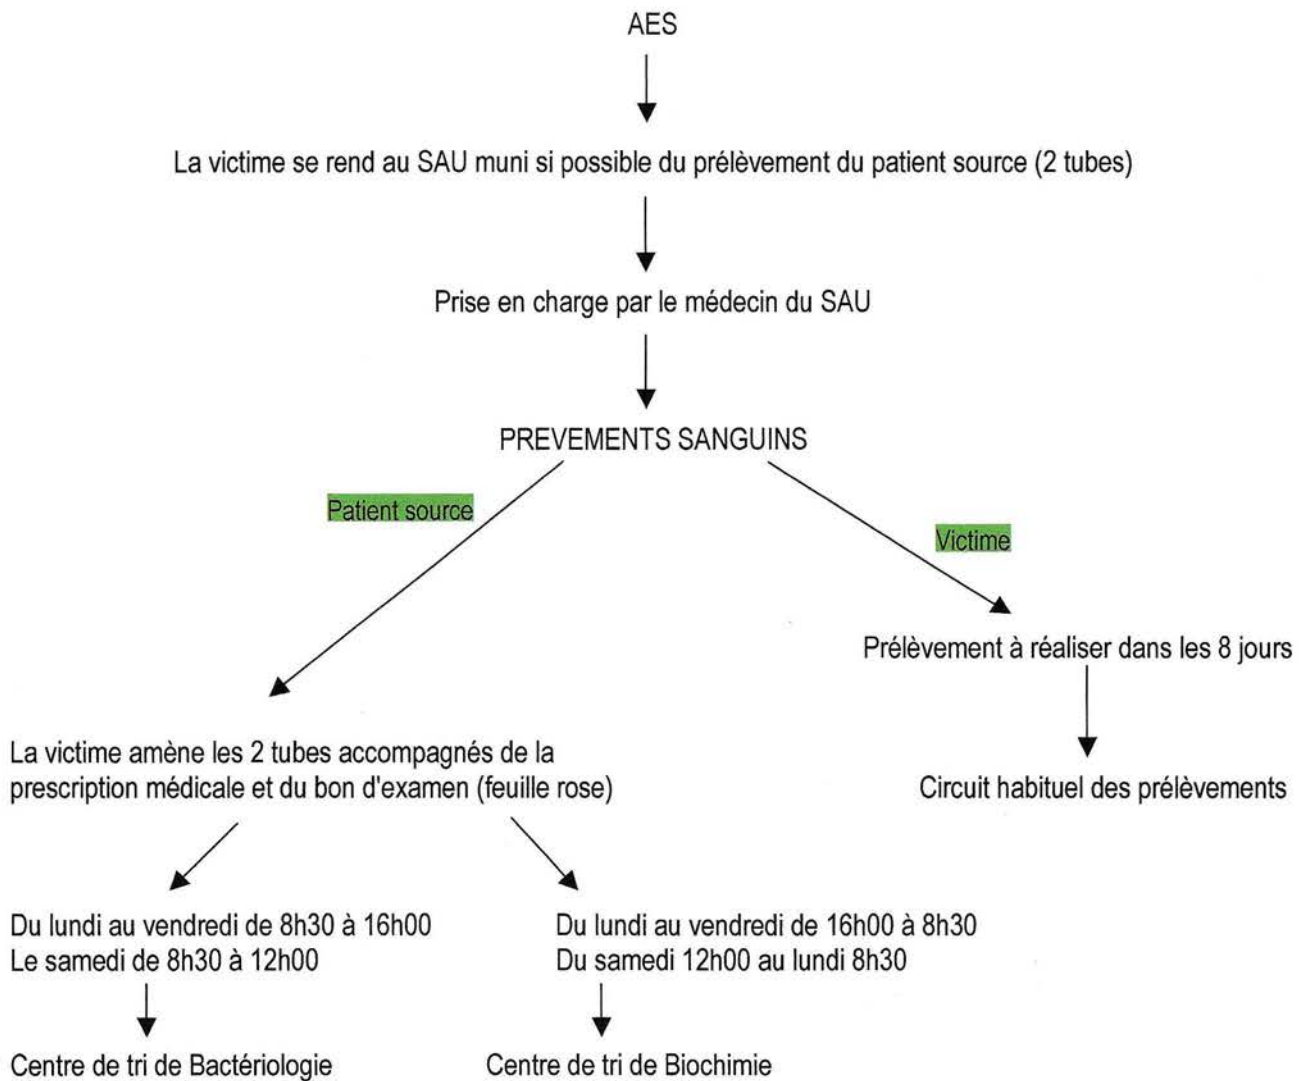 AES
La victime se rend au SAU muni si possible du prélèvement du patient source (2 tubes)
Prise en charge par le médecin du SAU
PREVEMENTS SANGUINS
Patient source
Victime
Prélèvement à réaliser dans les 8 jours
Circuit habituel des prélèvements
La victime amène les 2 tubes accompagnés de la
prescription médicale et du bon d'examen (feuille rose)
Du lundi au vendredi de 8h30 à 16h00
Le samedi de 8h30 à 12h00
Centre de tri de Bactériologie
Du lundi au vendredi de 16h00 à 8h30
Du samedi 12h00 au lundi 8h30
Centre de tri de Biochimie